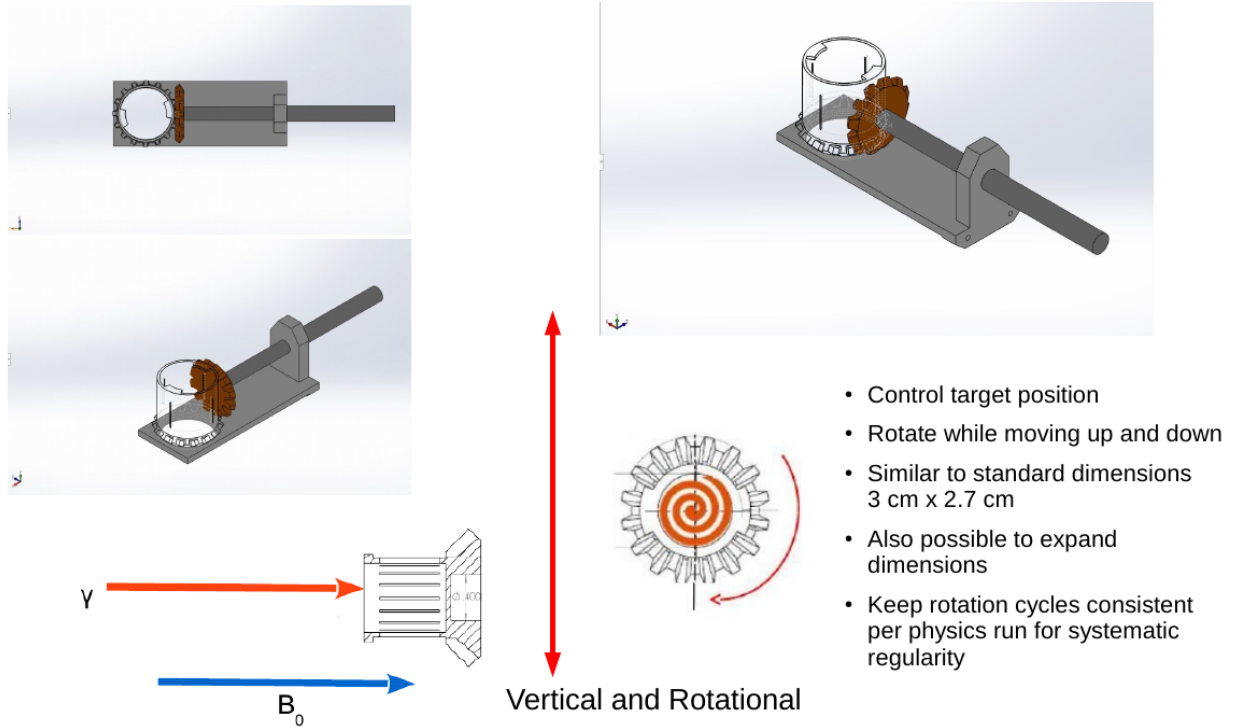 γ
B₀
∅.400
Vertical and Rotational
• Control target position
• Rotate while moving up and down
• Similar to standard dimensions
3 cm x 2.7 cm
• Also possible to expand
dimensions
• Keep rotation cycles consistent
per physics run for systematic
regularity